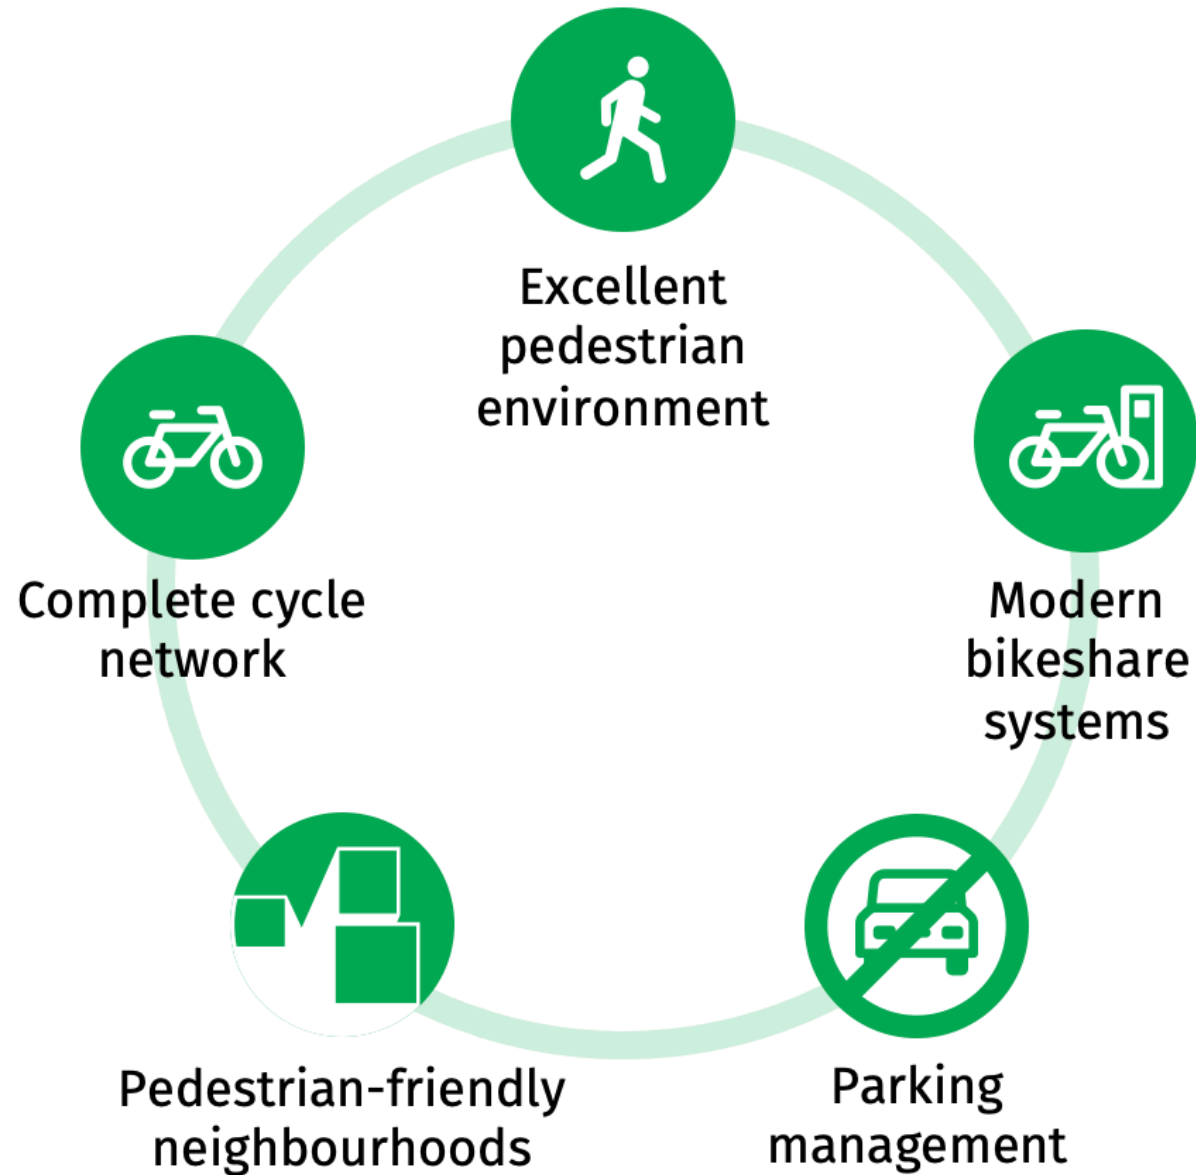 Excellent
pedestrian
environment
Complete cycle
network
Modern
bikeshare
systems
Pedestrian-friendly
neighbourhoods
Parking
management